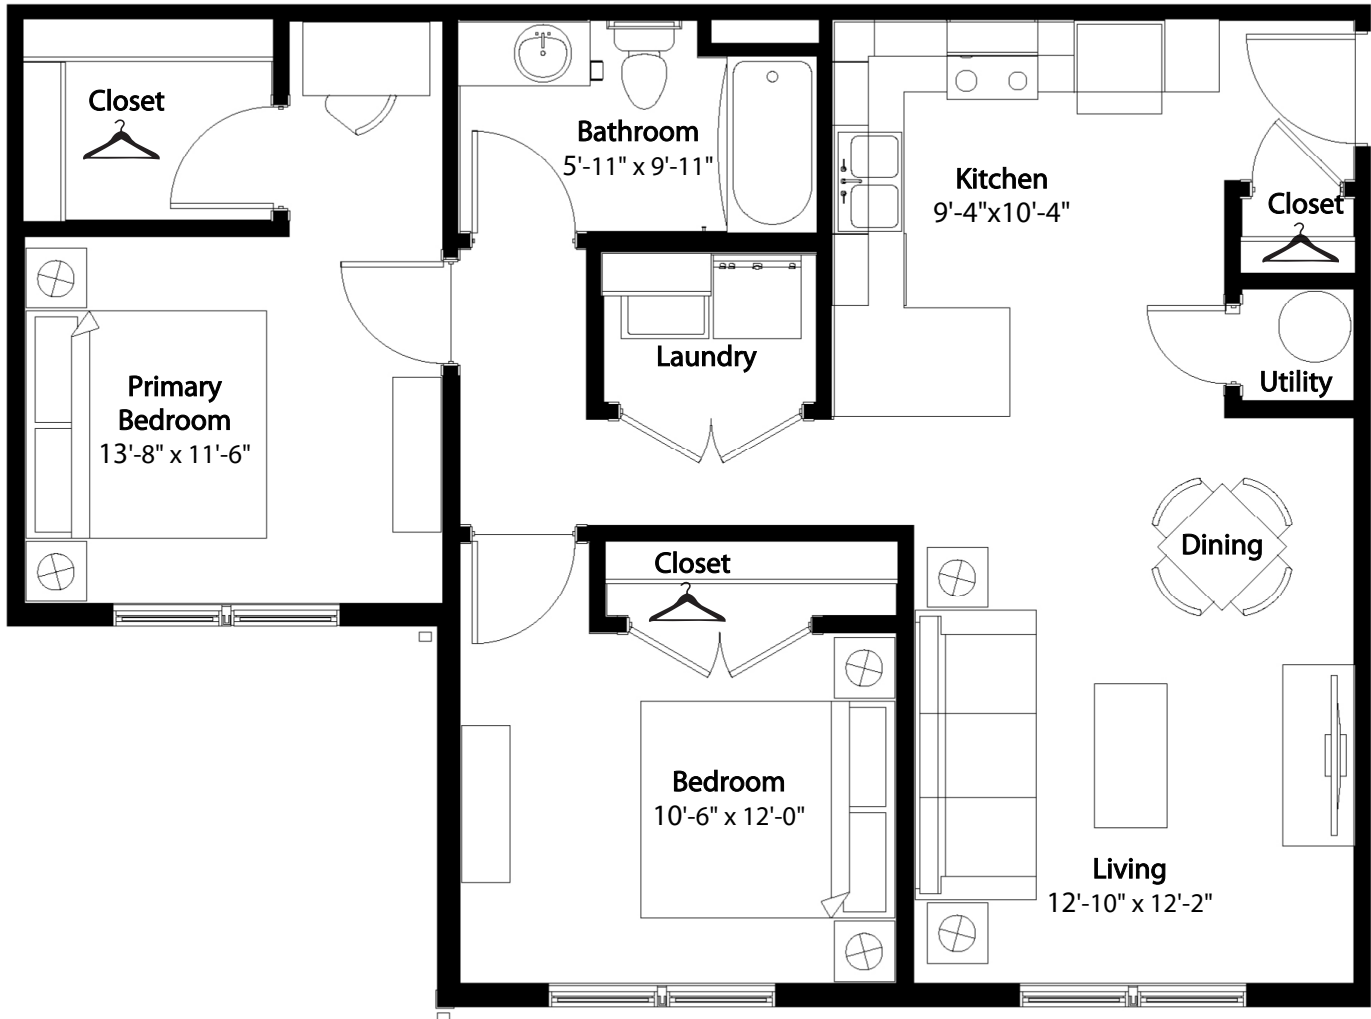 Closet
Bathroom
5'-11" x 9'-11"
Kitchen
9'-4"x10'-4"
Closet
Laundry
Utility
Primary
Bedroom
13'-8" x 11'-6"
Dining
Closet
Bedroom
10'-6" x 12'-0"
Living
12'-10" x 12'-2"